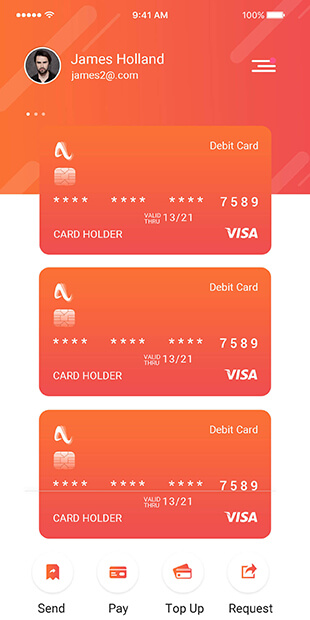 9:41 AM 100%
James Holland
james2@.com
Debit Card
**** **** **** 7589
VALID THRU 13/21
CARD HOLDER VISA
Debit Card
**** **** **** 7589
VALID THRU 13/21
CARD HOLDER VISA
Debit Card
**** **** **** 7589
VALID THRU 13/21
CARD HOLDER VISA
Send Pay Top Up Request